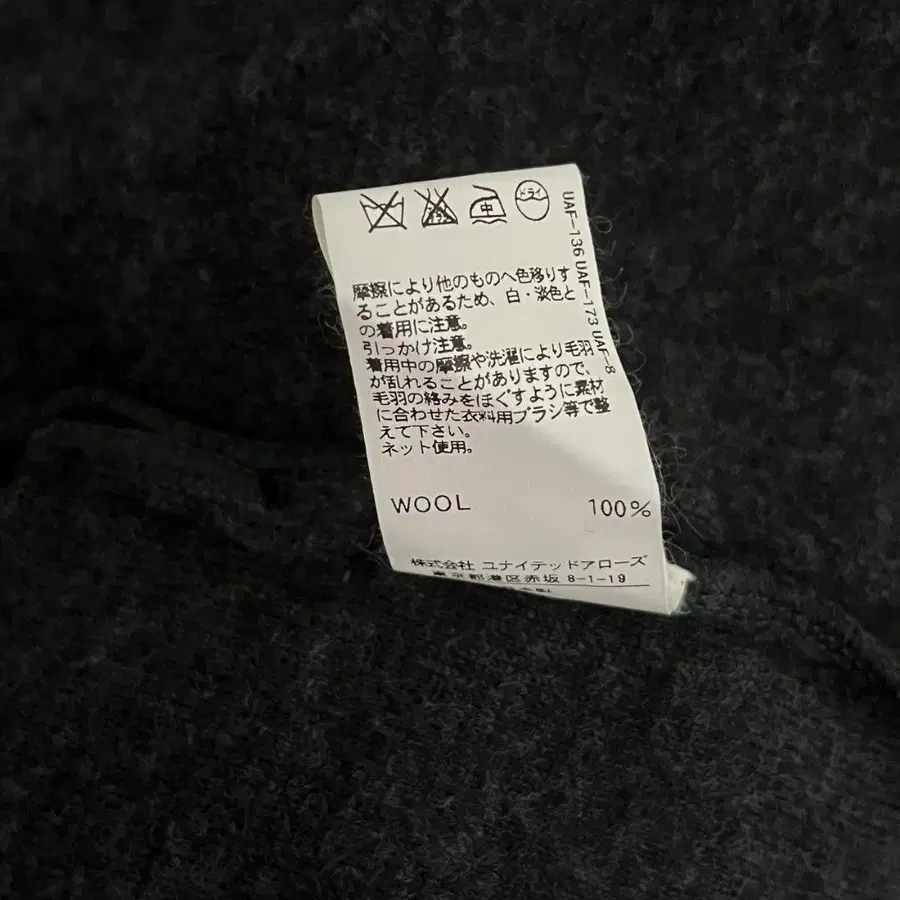 中
ドライ
UAF-136 UAF-173 UAF-8
摩擦により他のものへ色移りす
ることがあるため、白・淡色と
の着用に注意。
引っかけ注意。
着用中の摩擦や洗濯により毛羽
が乱れることがありますので、
毛羽の絡みをほぐすように素材
に合わせた衣料用ブラシ等で整
えて下さい。
ネット使用。
WOOL 100%
株式会社 ユナイテッドアローズ
東京都港区赤坂 8-1-19